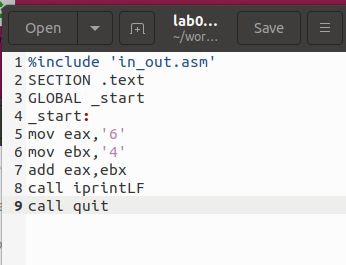 Open
lab0...
~/wor...
Save
1 %include 'in_out.asm'
2 SECTION .text
3 GLOBAL _start
4 _start:
5 mov eax,'6'
6 mov ebx,'4'
7 add eax,ebx
8 call iprintLF
9 call quit